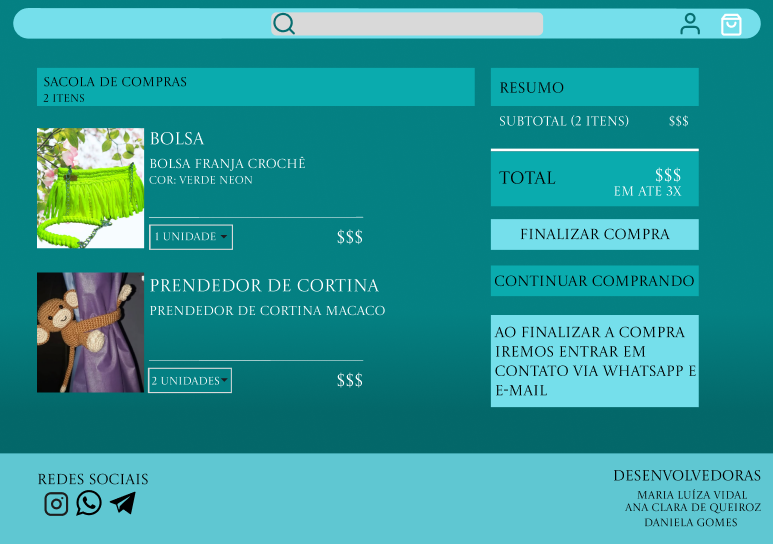 SACOLA DE COMPRAS
2 ITENS
BOLSA
BOLSA FRANJA CROCHÊ
COR: VERDE NEON
1 UNIDADE
$$$
PRENDEDOR DE CORTINA
PRENDEDOR DE CORTINA MACACO
2 UNIDADES
$$$
RESUMO
SUBTOTAL (2 ITENS) $$$
TOTAL $$$
EM ATE 3X
FINALIZAR COMPRA
CONTINUAR COMPRANDO
AO FINALIZAR A COMPRA
IREMOS ENTRAR EM
CONTATO VIA WHATSAPP E
E-MAIL
REDES SOCIAIS
DESENVOLVEDORAS
MARIA LUÍZA VIDAL
ANA CLARA DE QUEIROZ
DANIELA GOMES